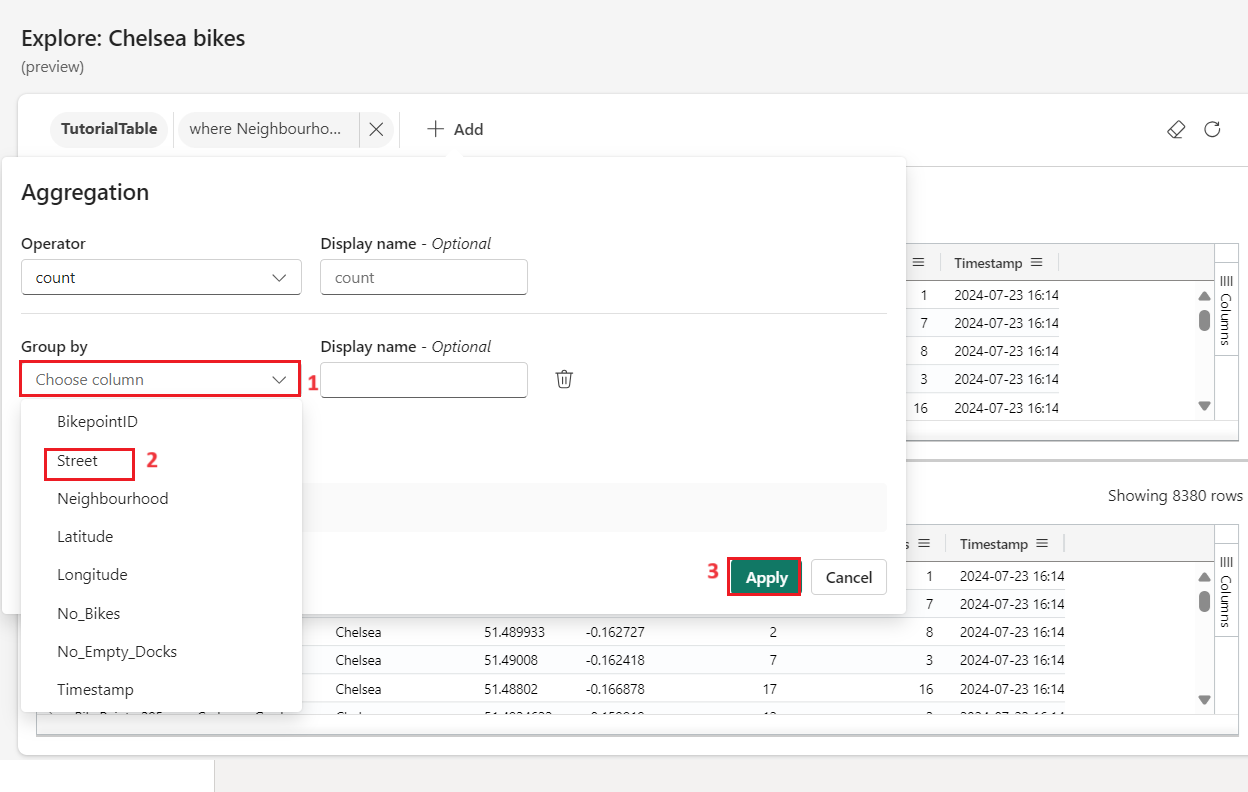 Explore: Chelsea bikes
(preview)
TutorialTable
where Neighbourho...
Add
Aggregation
Operator
Display name - Optional
count
count
Group by
Display name - Optional
Choose column
1
BikepointID
Street
2
Neighbourhood
Latitude
Longitude
No_Bikes
No_Empty_Docks
Timestamp
3
Apply
Cancel
Timestamp
1 2024-07-23 16:14
7 2024-07-23 16:14
8 2024-07-23 16:14
3 2024-07-23 16:14
16 2024-07-23 16:14
Columns
Showing 8380 rows
s Timestamp
1 2024-07-23 16:14
7 2024-07-23 16:14
Chelsea 51.489933 -0.162727 2 8 2024-07-23 16:14
Chelsea 51.49008 -0.162418 7 3 2024-07-23 16:14
Chelsea 51.48802 -0.166878 17 16 2024-07-23 16:14
Columns